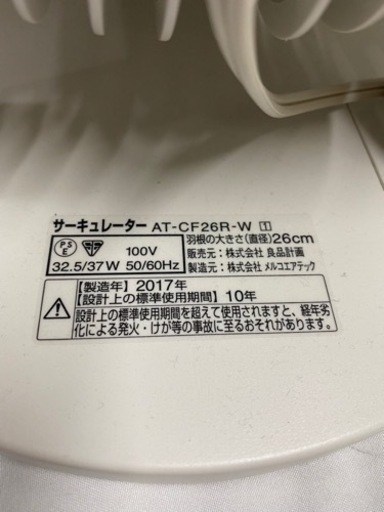 サーキュレーター AT-CF26R-W 1
PSE 100V 羽根の大きさ(直径)26cm
32.5/37W 50/60Hz 販売元：株式会社 良品計画
製造元：株式会社 メルコエアテック
【製造年】2017年
【設計上の標準使用期間】10年
設計上の標準使用期間を超えて使用されますと、経年劣
化による発火・けが等の事故に至るおそれがあります。